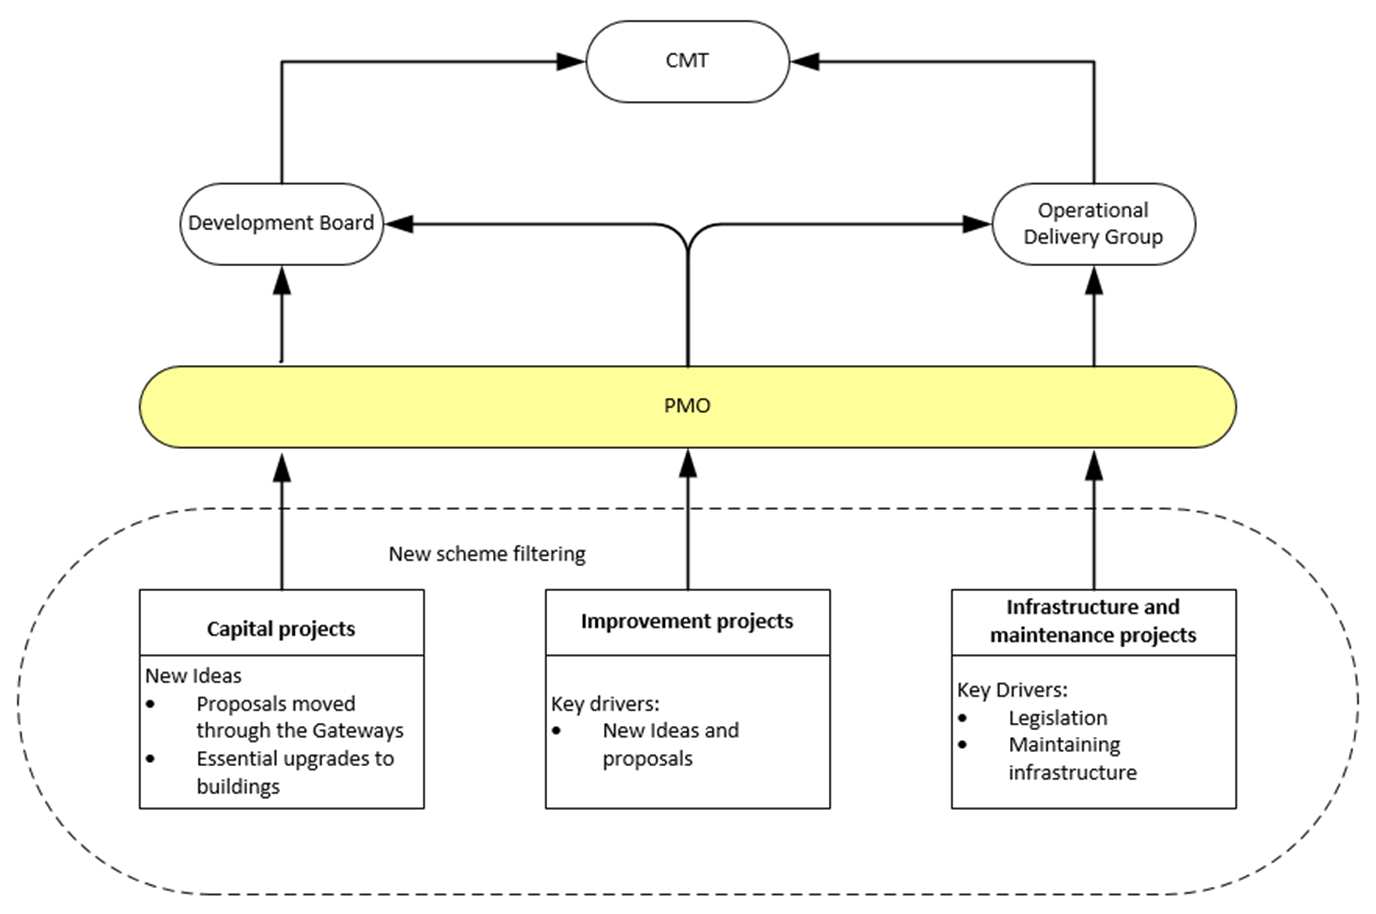 CMT
Development Board
Operational
Delivery Group
PMO
New scheme filtering
Capital projects
New Ideas
• Proposals moved
through the Gateways
• Essential upgrades to
buildings
Improvement projects
Key drivers:
• New Ideas and
proposals
Infrastructure and
maintenance projects
Key Drivers:
• Legislation
• Maintaining
infrastructure